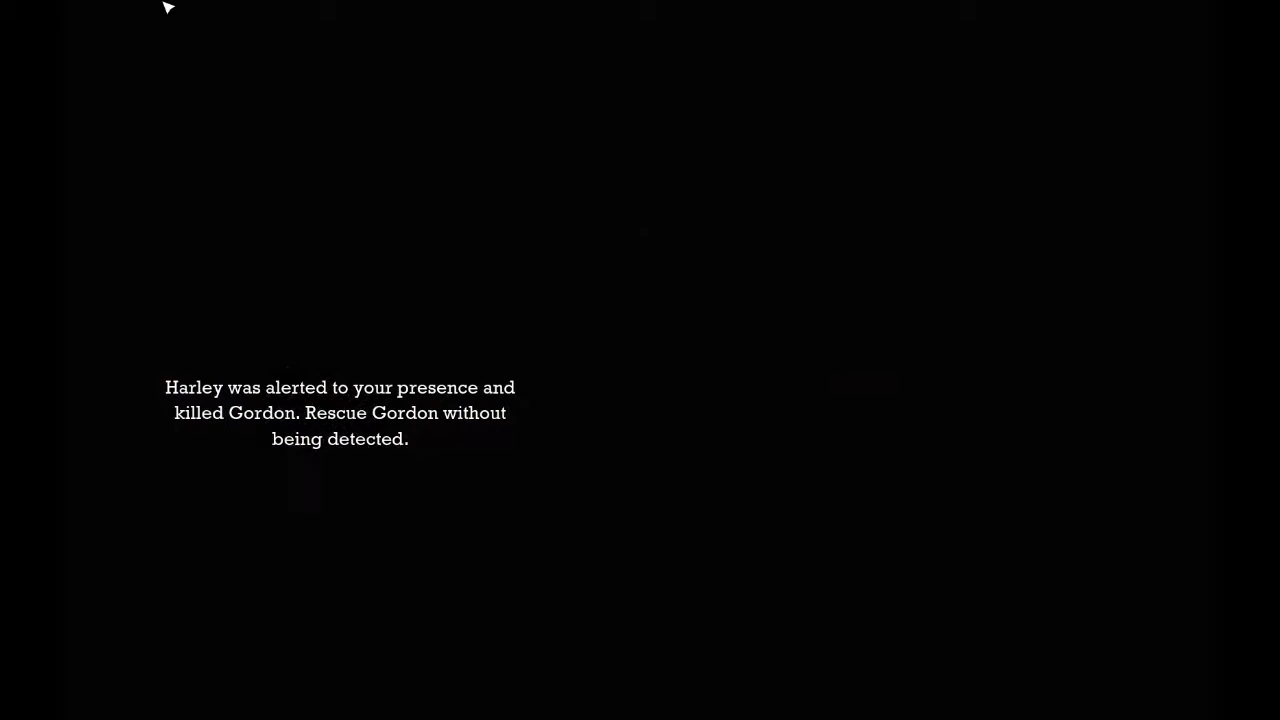 Harley was alerted to your presence and
killed Gordon. Rescue Gordon without
being detected.